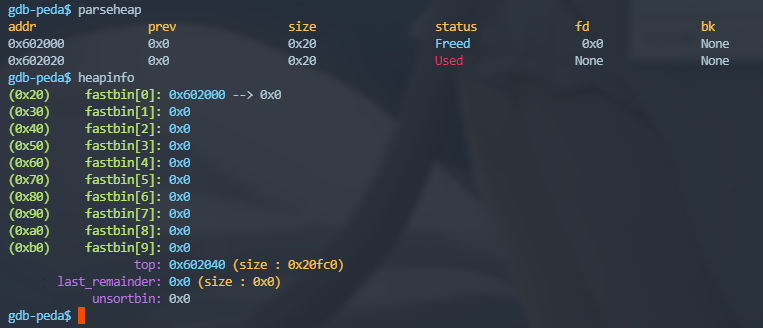 gdb-peda$ parseheap
addr prev size status fd bk
0x602000 0x0 0x20 Freed 0x0 None
0x602020 0x0 0x20 Used None None
gdb-peda$ heapinfo
(0x20) fastbin[0]: 0x602000 --> 0x0
(0x30) fastbin[1]: 0x0
(0x40) fastbin[2]: 0x0
(0x50) fastbin[3]: 0x0
(0x60) fastbin[4]: 0x0
(0x70) fastbin[5]: 0x0
(0x80) fastbin[6]: 0x0
(0x90) fastbin[7]: 0x0
(0xa0) fastbin[8]: 0x0
(0xb0) fastbin[9]: 0x0
top: 0x602040 (size : 0x20fc0)
last_remainder: 0x0 (size : 0x0)
unsortbin: 0x0
gdb-peda$